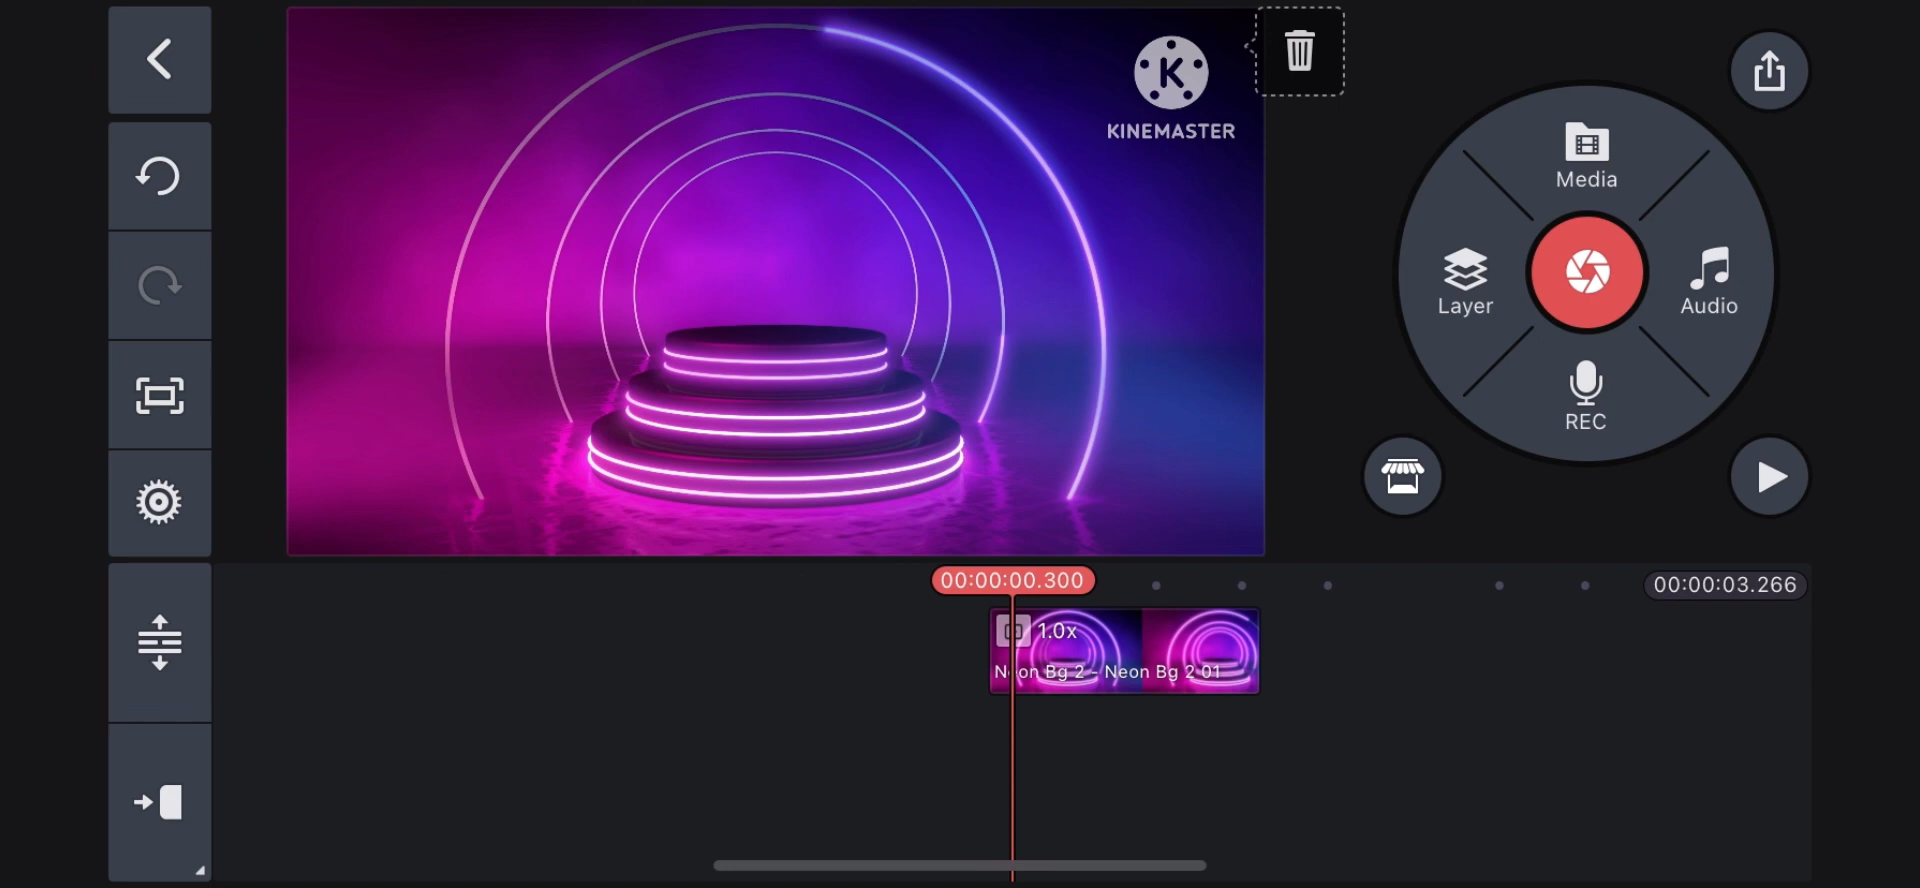 K
KINEMASTER
Media
Layer
Audio
REC
00:00:00.300
00:00:03.266
1.0x
Neon Bg 2 - Neon Bg 2 01